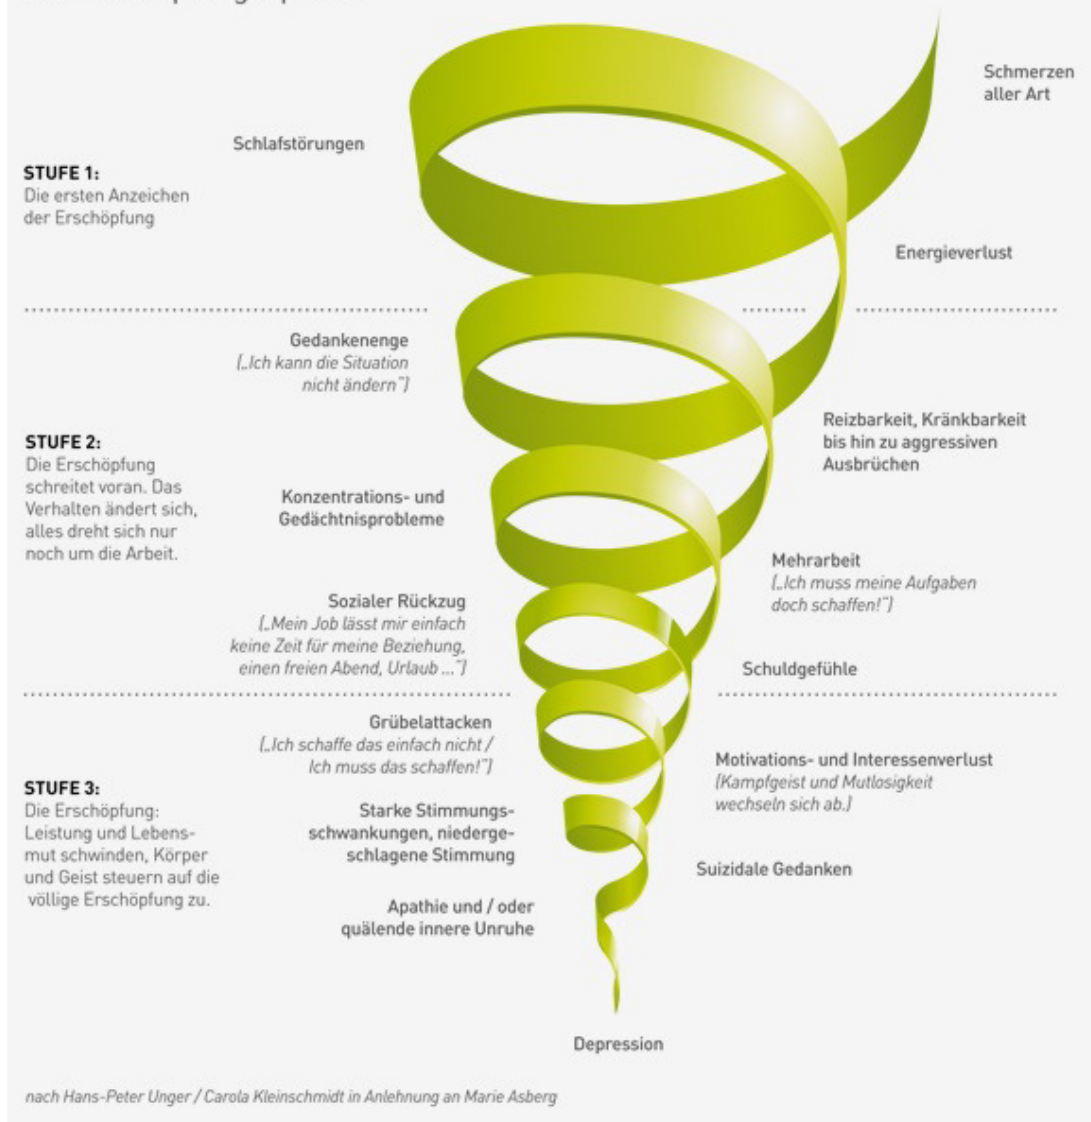 Schmerzen
aller Art
Schlafstörungen
STUFE 1:
Die ersten Anzeichen
der Erschöpfung
Energieverlust
Gedankenenge
(„Ich kann die Situation
nicht ändern“)
Reizbarkeit, Kränkbarkeit
bis hin zu aggressiven
Ausbrüchen
STUFE 2:
Die Erschöpfung
schreitet voran. Das
Verhalten ändert sich,
alles dreht sich nur
noch um die Arbeit.
Konzentrations- und
Gedächtnisprobleme
Mehrarbeit
(„Ich muss meine Aufgaben
doch schaffen!“)
Sozialer Rückzug
(„Mein Job lässt mir einfach
keine Zeit für meine Beziehung,
einen freien Abend, Urlaub ...“)
Schuldgefühle
Grübelattacken
(„Ich schaffe das einfach nicht /
Ich muss das schaffen!“)
Motivations- und Interessenverlust
(Kampfgeist und Mutlosigkeit
wechseln sich ab.)
STUFE 3:
Die Erschöpfung:
Leistung und Lebens-
mut schwinden, Körper
und Geist steuern auf die
völlige Erschöpfung zu.
Starke Stimmungs-
schwankungen, niederge-
schlagene Stimmung
Suizidale Gedanken
Apathie und / oder
quälende innere Unruhe
Depression
nach Hans-Peter Unger / Carola Kleinschmidt in Anlehnung an Marie Asberg